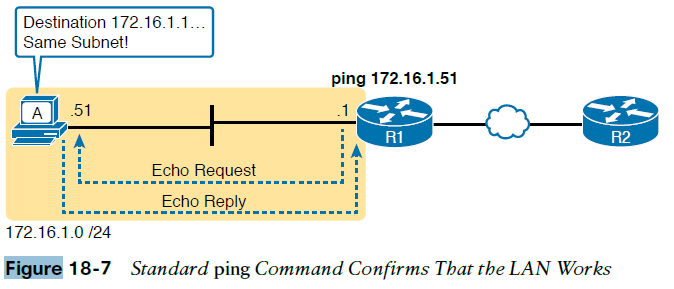 Destination 172.16.1.1...
Same Subnet!
ping 172.16.1.51
A
.51
.1
R1
R2
Echo Request
Echo Reply
172.16.1.0 /24
Figure 18-7 Standard ping Command Confirms That the LAN Works